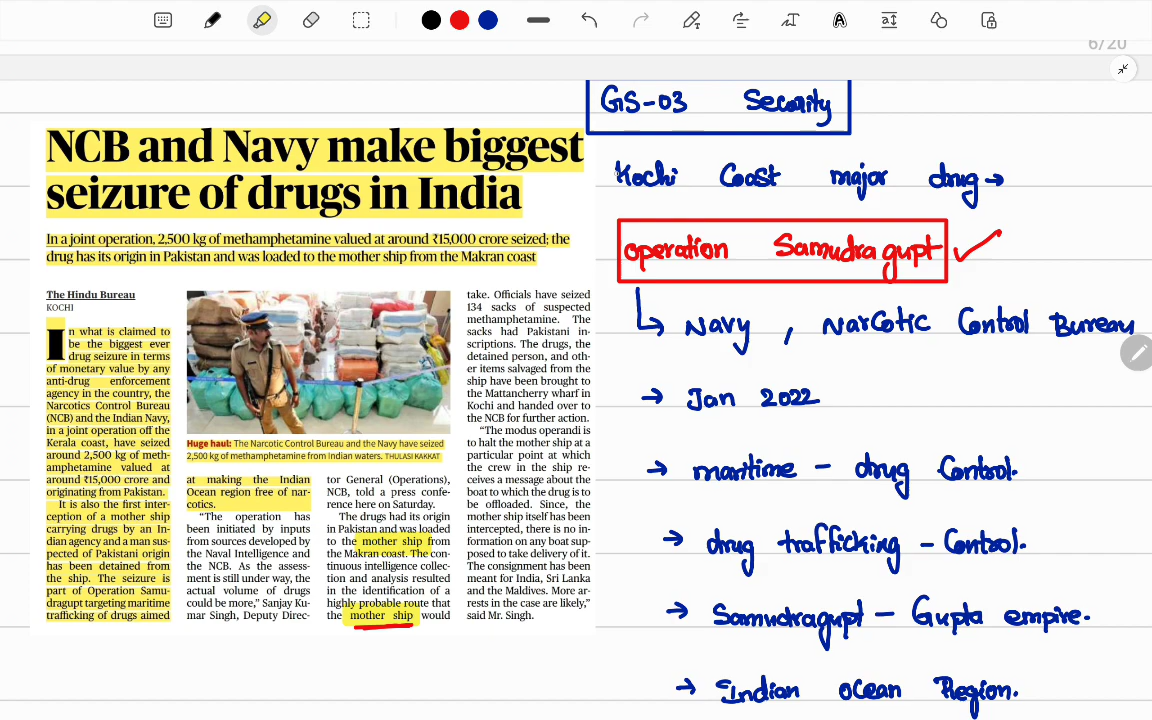 6/20
GS-03 Security
NCB and Navy make biggest
seizure of drugs in India
In a joint operation, 2,500 kg of methamphetamine valued at around ₹15,000 crore seized; the
drug has its origin in Pakistan and was loaded to the mother ship from the Makran coast
The Hindu Bureau
KOCHI
In what is claimed to
be the biggest ever
drug seizure in terms
of monetary value by any
anti-drug enforcement
agency in the country, the
Narcotics Control Bureau
(NCB) and the Indian Navy,
in a joint operation off the
Kerala coast, have seized
around 2,500 kg of meth-
amphetamine valued at
around ₹15,000 crore and
originating from Pakistan.
It is also the first inter-
ception of a mother ship
carrying drugs by an In-
dian agency and a man sus-
pected of Pakistani origin
has been detained from
the ship. The seizure is
part of Operation Samu-
dragupt targeting maritime
trafficking of drugs aimed
Huge haul: The Narcotic Control Bureau and the Navy have seized
2,500 kg of methamphetamine from Indian waters. THULASI KAKKAT
at making the Indian
Ocean region free of nar-
cotics.
"The operation has
been initiated by inputs
from sources developed by
the Naval Intelligence and
the NCB. As the assess-
ment is still under way, the
actual volume of drugs
could be more," Sanjay Ku-
mar Singh, Deputy Direc-
tor General (Operations),
NCB, told a press confe-
rence here on Saturday.
The drugs had its origin
in Pakistan and was loaded
to the mother ship from
the Makran coast. The con-
tinuous intelligence collec-
tion and analysis resulted
in the identification of a
highly probable route that
the mother ship would
take. Officials have seized
134 sacks of suspected
methamphetamine. The
sacks had Pakistani in-
scriptions. The drugs, the
detained person, and oth-
er items salvaged from the
ship have been brought to
the Mattancherry wharf in
Kochi and handed over to
the NCB for further action.
"The modus operandi is
to halt the mother ship at a
particular point at which
the crew in the ship re-
ceives a message about the
boat to which the drug is to
be offloaded. Since, the
mother ship itself has been
intercepted, there is no in-
formation on any boat sup-
posed to take delivery of it.
The consignment has been
meant for India, Sri Lanka
and the Maldives. More ar-
rests in the case are likely,"
said Mr. Singh.
Kochi Coast major drug →
operation Samudragupt ✓
Navy , Narcotic Control Bureau
→ Jan 2022
→ maritime - drug Control.
→ drug trafficking - Control.
→ Samudragupt - Gupta empire.
→ Indian Ocean Region.